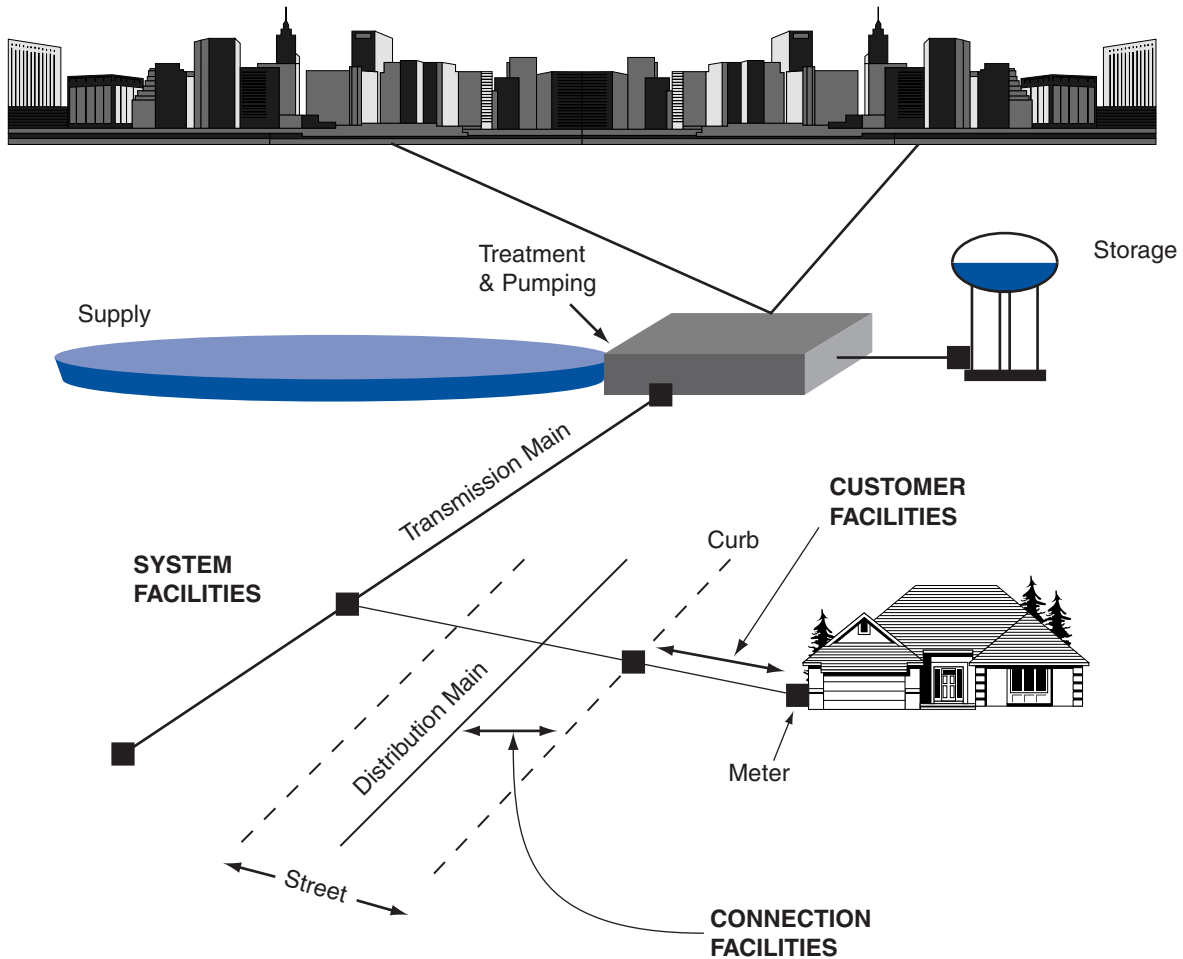 Treatment
& Pumping
Storage
Supply
Transmission Main
CUSTOMER
FACILITIES
Curb
SYSTEM
FACILITIES
Distribution Main
Meter
Street
CONNECTION
FACILITIES